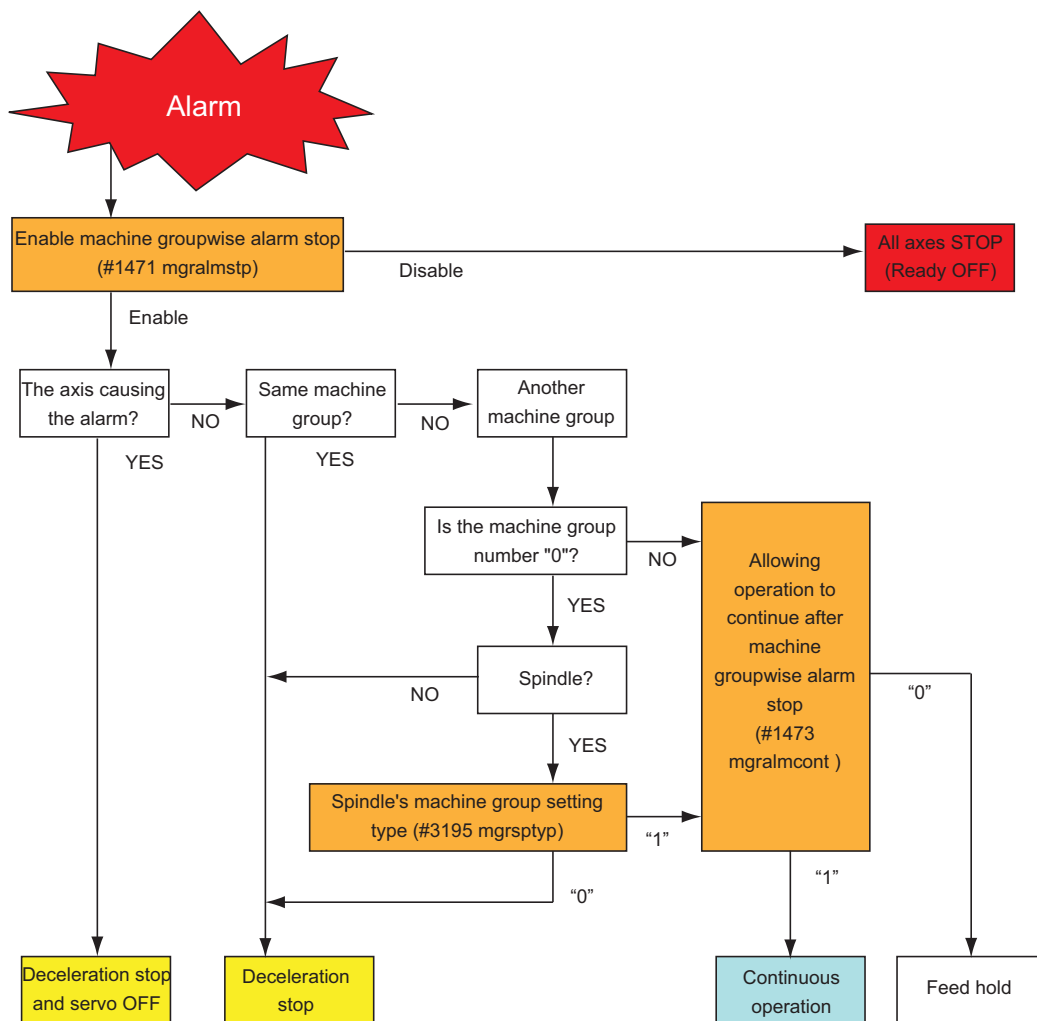 Alarm
Enable machine groupwise alarm stop
(#1471 mgralmstp)
Disable
All axes STOP
(Ready OFF)
Enable
The axis causing
the alarm?
NO
YES
Same machine
group?
NO
YES
Another
machine group
Is the machine group
number "0"?
NO
YES
Spindle?
NO
YES
Spindle's machine group setting
type (#3195 mgrsptyp)
“1”
“0”
Allowing
operation to
continue after
machine
groupwise alarm
stop
(#1473
mgralmcont )
“0”
“1”
Deceleration stop
and servo OFF
Deceleration
stop
Continuous
operation
Feed hold